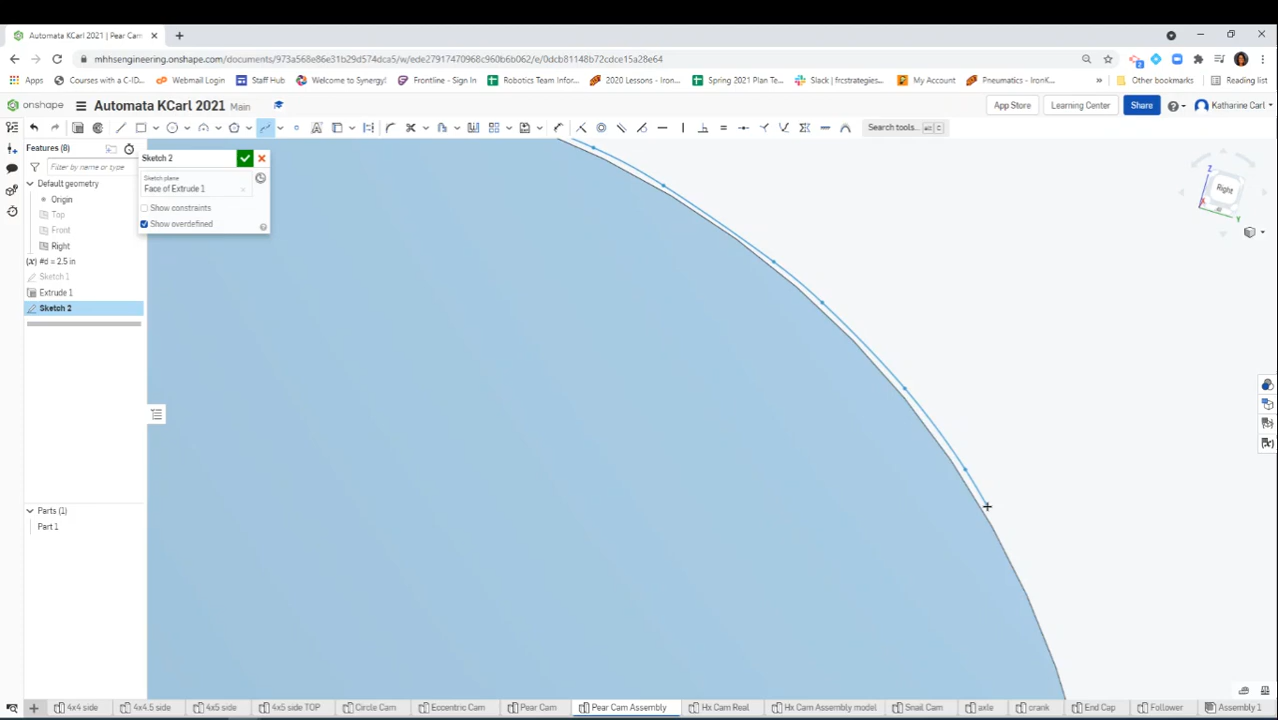 Automata KCarl 2021 | Pear Cam
mhhsengineering.onshape.com/documents/973a568e86e31b29d574dca5/w/ede27917470968c960b6b062/e/0dcb81148b72cdce15a28e64
Apps Courses with a C-ID... Webmail Login Staff Hub Welcome to Synergy! Frontline - Sign In Robotics Team Infor... 2020 Lessons - Iron... Spring 2021 Plan Te... Slack | frcstrategies... My Account Pneumatics - IronK... » Other bookmarks Reading list
onshape Automata KCarl 2021 Main App Store Learning Center Share Katharine Carl
Search tools...
Features (8)
Filter by name or type
Default geometry
Origin
Top
Front
Right
(x) #d = 2.5 in
Sketch 1
Extrude 1
Sketch 2
Sketch 2
Sketch plane
Face of Extrude 1
Show constraints
Show overdefined
Z
Right
X
Y
Parts (1)
Part 1
4x4 side 4x4.5 side 4x5 side 4x5 side TOP Circle Cam Eccentric Cam Pear Cam Pear Cam Assembly Hx Cam Real Hx Cam Assembly model Snail Cam axle crank End Cap Follower Assembly 1